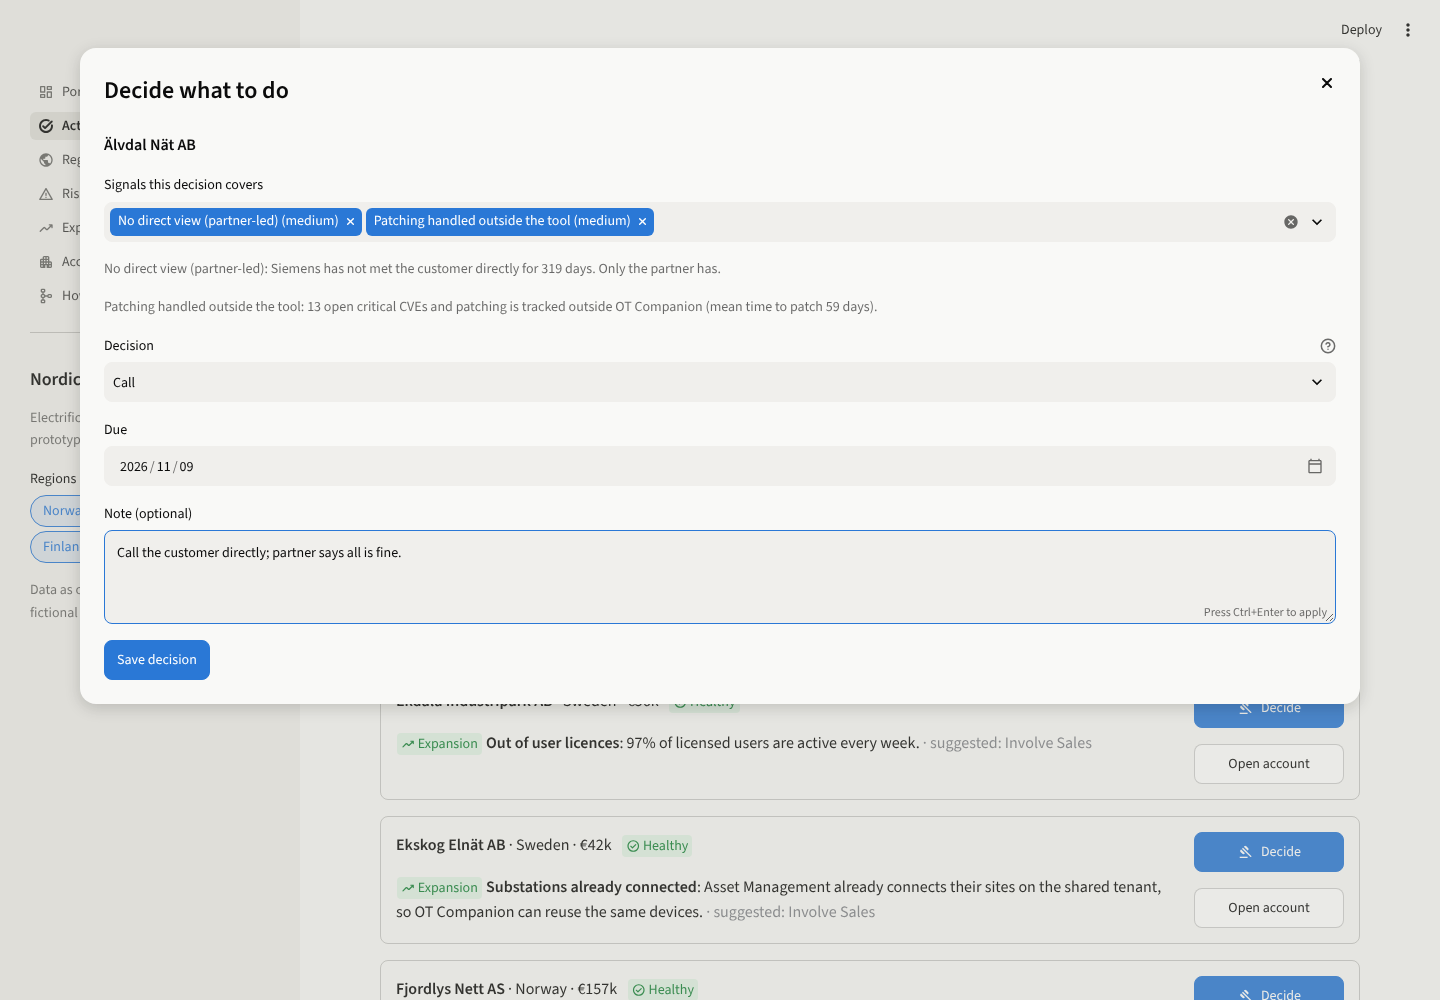 Deploy
Decide what to do
Älvdal Nät AB
Signals this decision covers
No direct view (partner-led) (medium)
Patching handled outside the tool (medium)
No direct view (partner-led): Siemens has not met the customer directly for 319 days. Only the partner has.
Patching handled outside the tool: 13 open critical CVEs and patching is tracked outside OT Companion (mean time to patch 59 days).
Decision
Call
Due
2026 / 11 / 09
Note (optional)
Call the customer directly; partner says all is fine.
Press Ctrl+Enter to apply
Save decision
Act
Nordic
Regions
Data as
fictional
Decide
Expansion Out of user licences: 97% of licensed users are active every week. · suggested: Involve Sales
Open account
Ekskog Elnät AB · Sweden · €42k Healthy
Decide
Expansion Substations already connected: Asset Management already connects their sites on the shared tenant,
so OT Companion can reuse the same devices. · suggested: Involve Sales
Open account
Fjordlys Nett AS · Norway · €157k Healthy
Decide